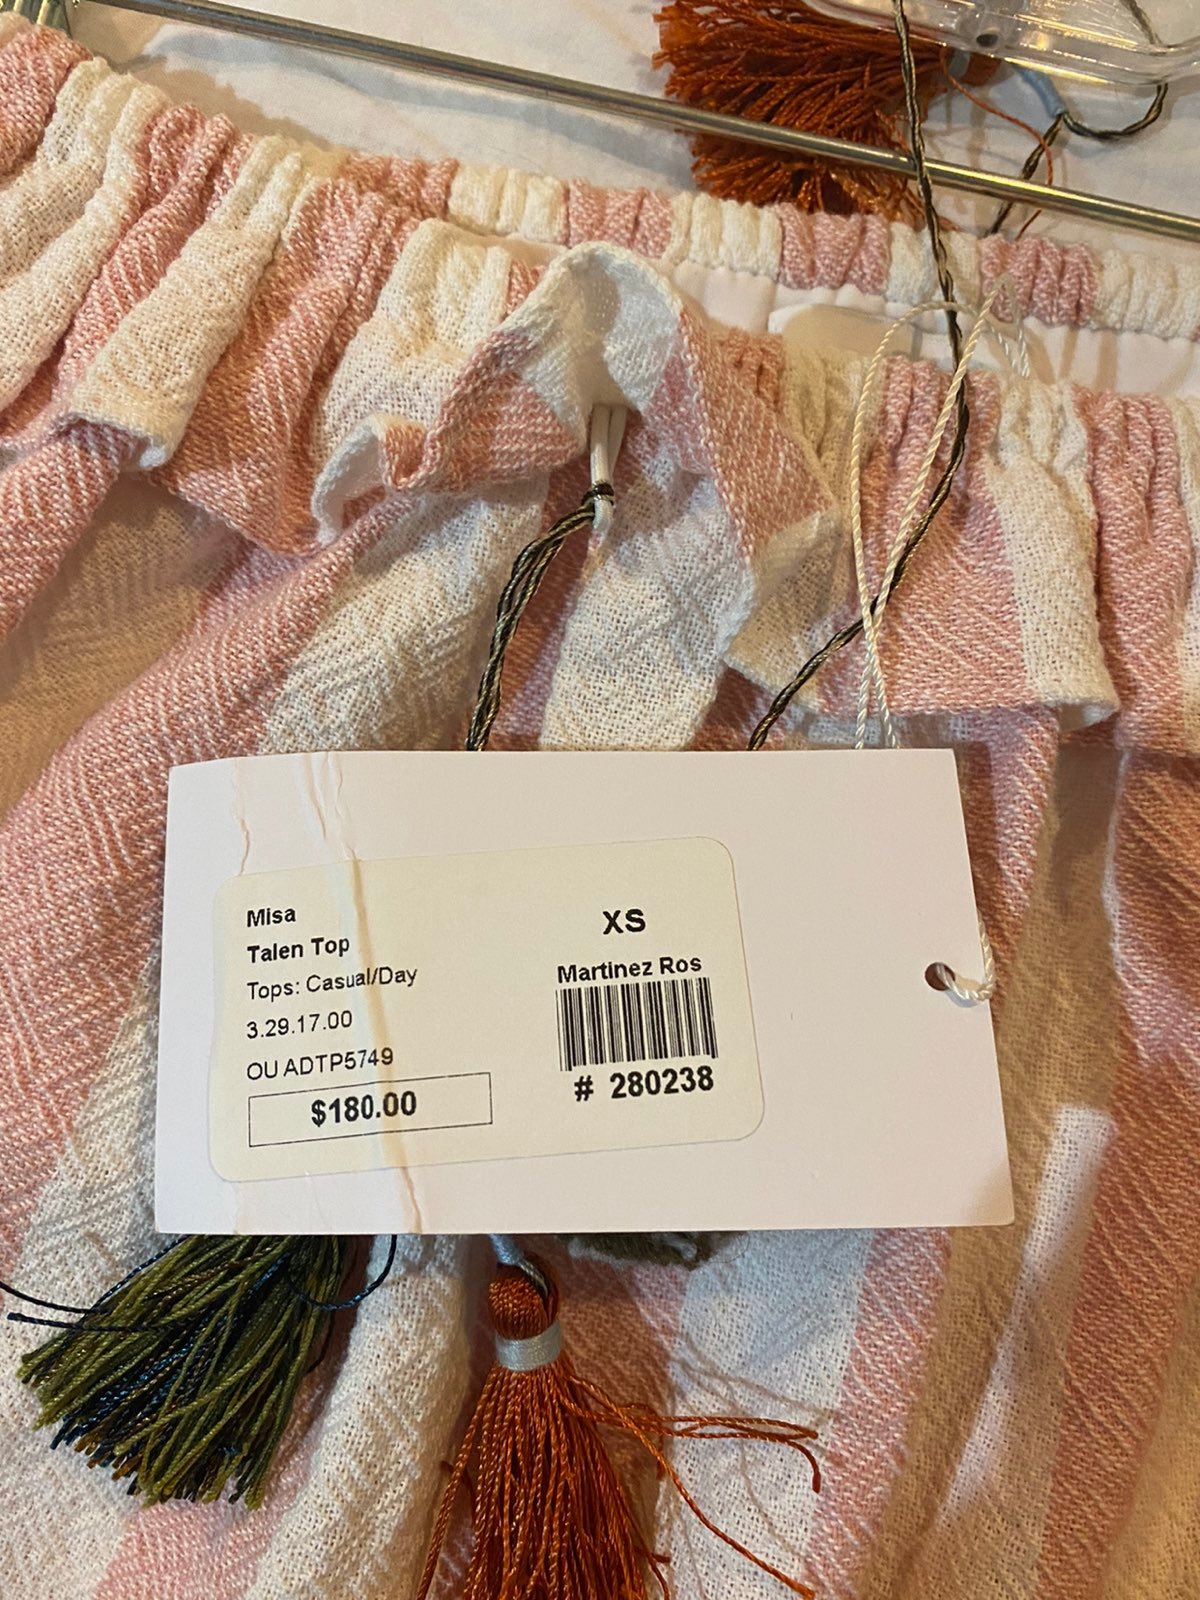 Misa
Talen Top
Tops: Casual/Day
3.29.17.00
OU ADTP5749
$180.00
XS
Martinez Ros
# 280238